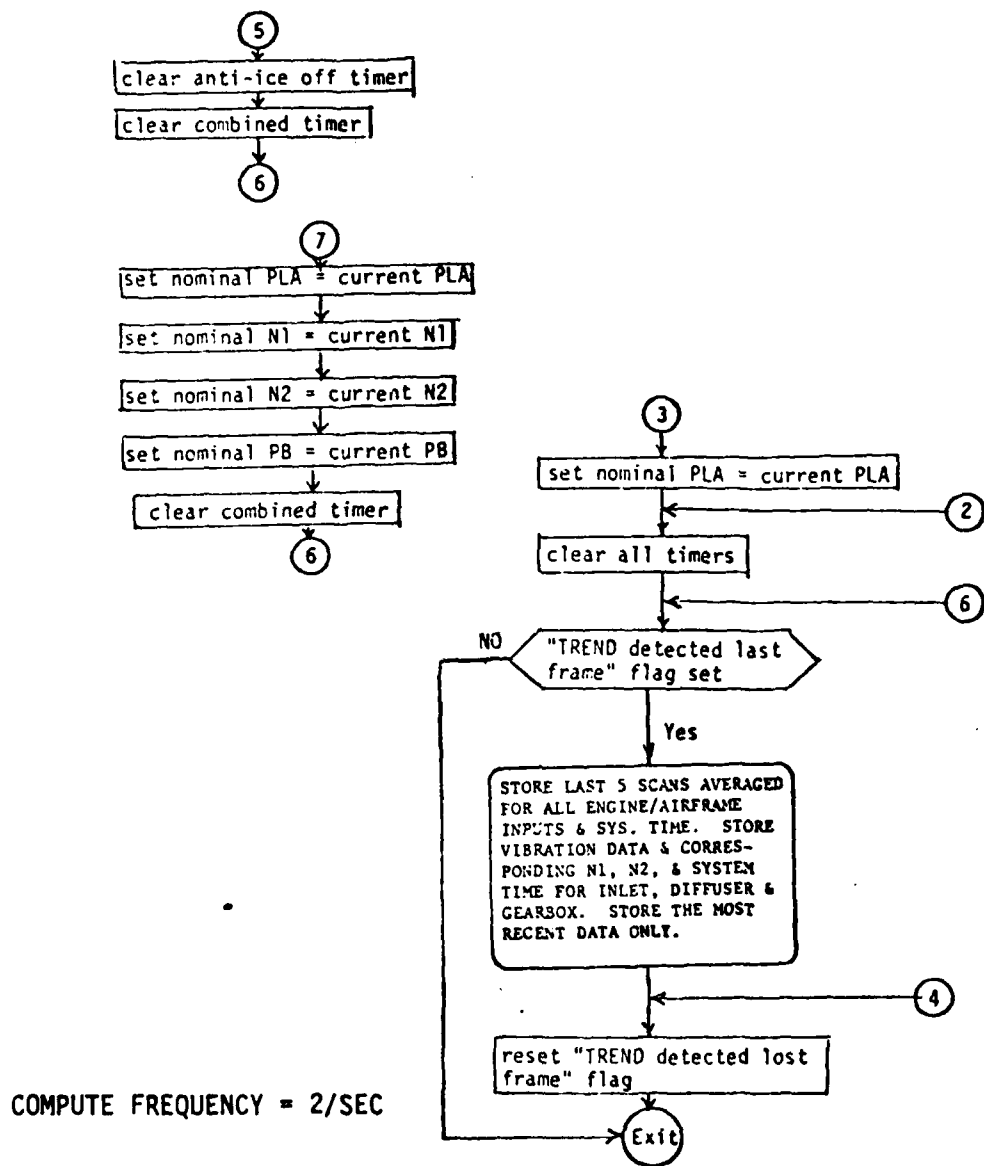 5
clear anti-ice off timer
clear combined timer
6
7
set nominal PLA = current PLA
set nominal N1 = current N1
set nominal N2 = current N2
set nominal PB = current PB
clear combined timer
6
3
set nominal PLA = current PLA
2
clear all timers
6
NO
"TREND detected last
frame" flag set
Yes
STORE LAST 5 SCANS AVERAGED
FOR ALL ENGINE/AIRFRAME
INPUTS & SYS. TIME. STORE
VIBRATION DATA & CORRES-
PONDING N1, N2, & SYSTEM
TIME FOR INLET, DIFFUSER &
GEARBOX. STORE THE MOST
RECENT DATA ONLY.
4
reset "TREND detected lost
frame" flag
COMPUTE FREQUENCY = 2/SEC
Exit